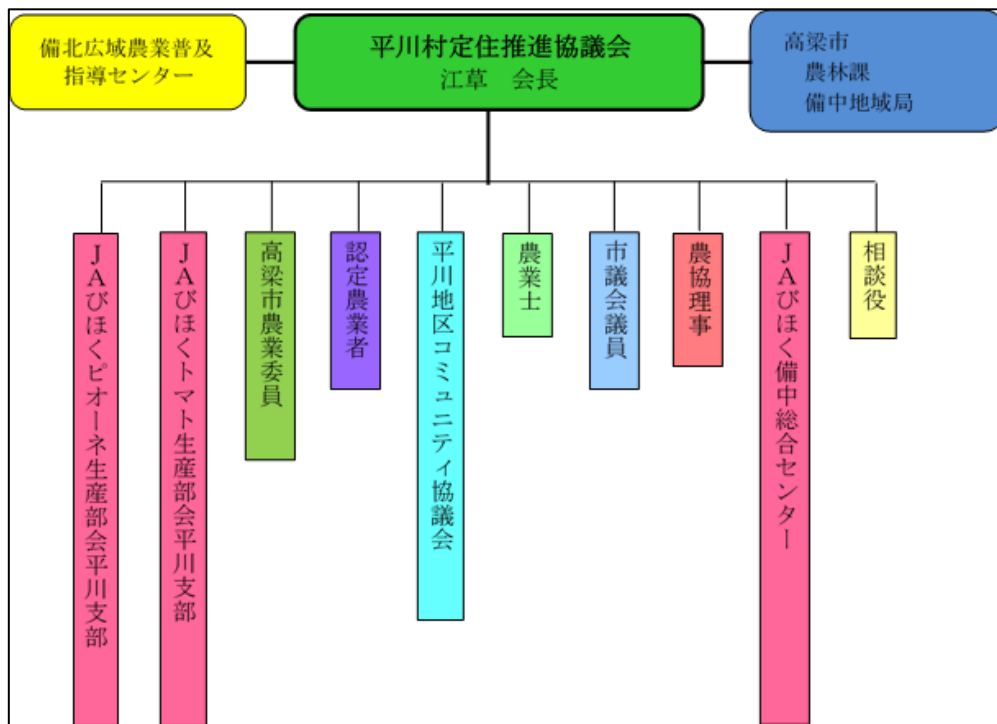 備北広域農業普及
指導センター
平川村定住推進協議会
江草　会長
高梁市
農林課
備中地域局
ＪＡびほくピオーネ生産部会平川支部
ＪＡびほくトマト生産部会平川支部
高梁市農業委員
認定農業者
平川地区コミュニティ協議会
農業士
市議会議員
農協理事
ＪＡびほく備中総合センター
相談役